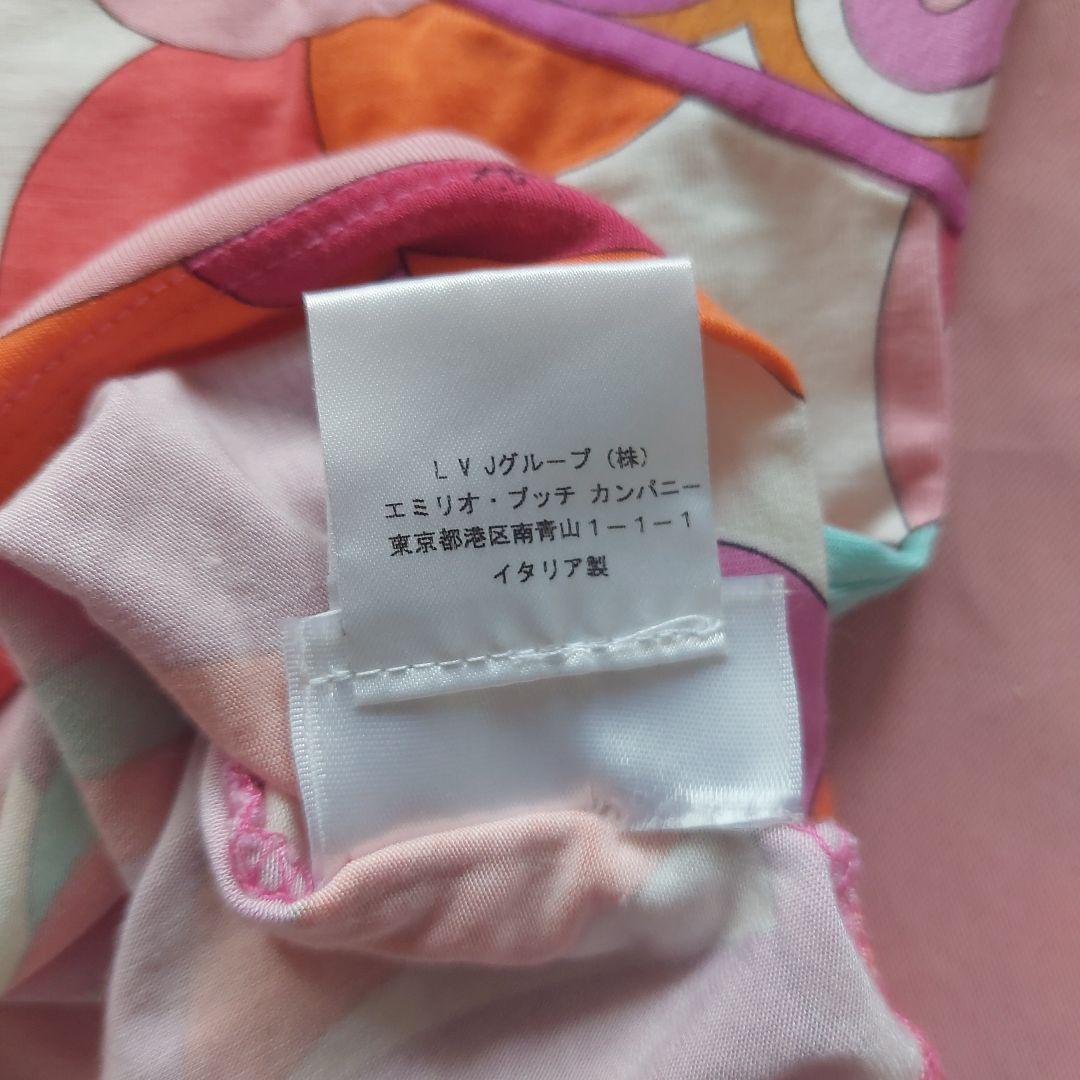 ＬＶＪグループ（株）
エミリオ・プッチ カンパニー
東京都港区南青山１－１－１
イタリア製